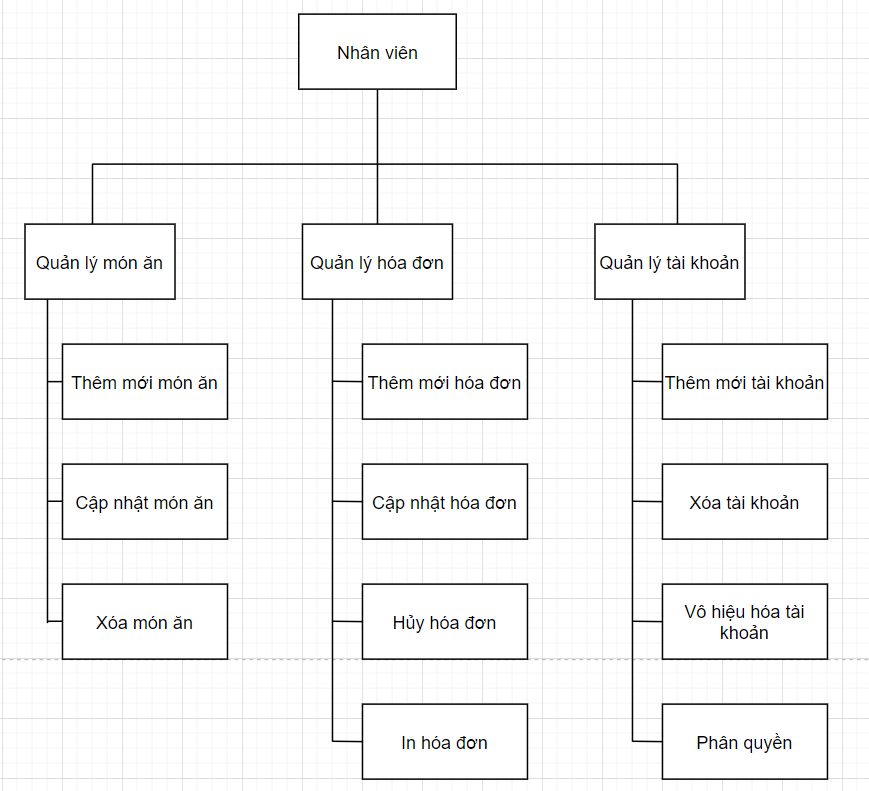 Nhân viên
Quản lý món ăn
Quản lý hóa đơn
Quản lý tài khoản
Thêm mới món ăn
Thêm mới hóa đơn
Thêm mới tài khoản
Cập nhật món ăn
Cập nhật hóa đơn
Xóa tài khoản
Xóa món ăn
Hủy hóa đơn
Vô hiệu hóa tài
khoản
In hóa đơn
Phân quyền